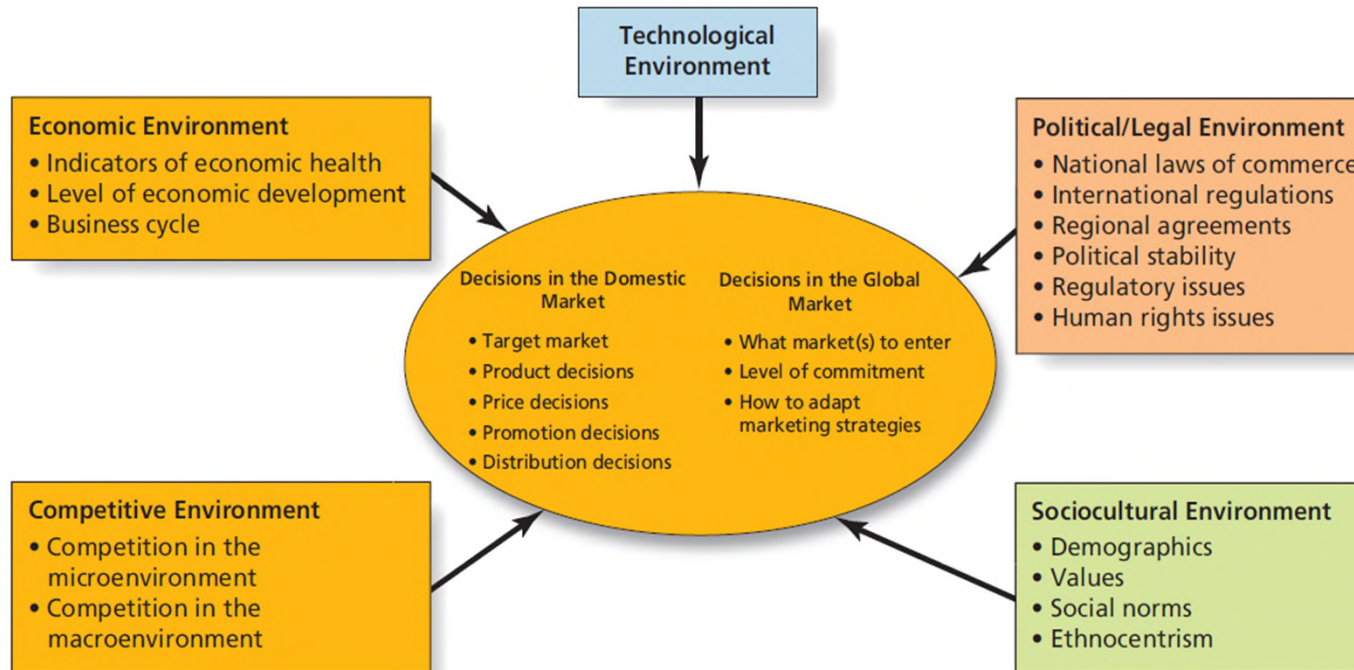 Technological
Environment
Economic Environment
• Indicators of economic health
• Level of economic development
• Business cycle
Political/Legal Environment
• National laws of commerce
• International regulations
• Regional agreements
• Political stability
• Regulatory issues
• Human rights issues
Decisions in the Domestic
Market
• Target market
• Product decisions
• Price decisions
• Promotion decisions
• Distribution decisions
Decisions in the Global
Market
• What market(s) to enter
• Level of commitment
• How to adapt
marketing strategies
Competitive Environment
• Competition in the
microenvironment
• Competition in the
macroenvironment
Sociocultural Environment
• Demographics
• Values
• Social norms
• Ethnocentrism